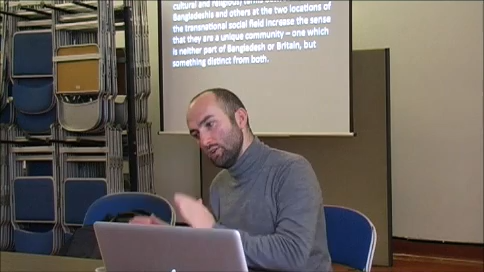 cultural and religious) terms
Bangladeshis and others at the two locations of
the transnational social field increase the sense
that they are a unique community – one which
is neither part of Bangladesh or Britain, but
something distinct from both.